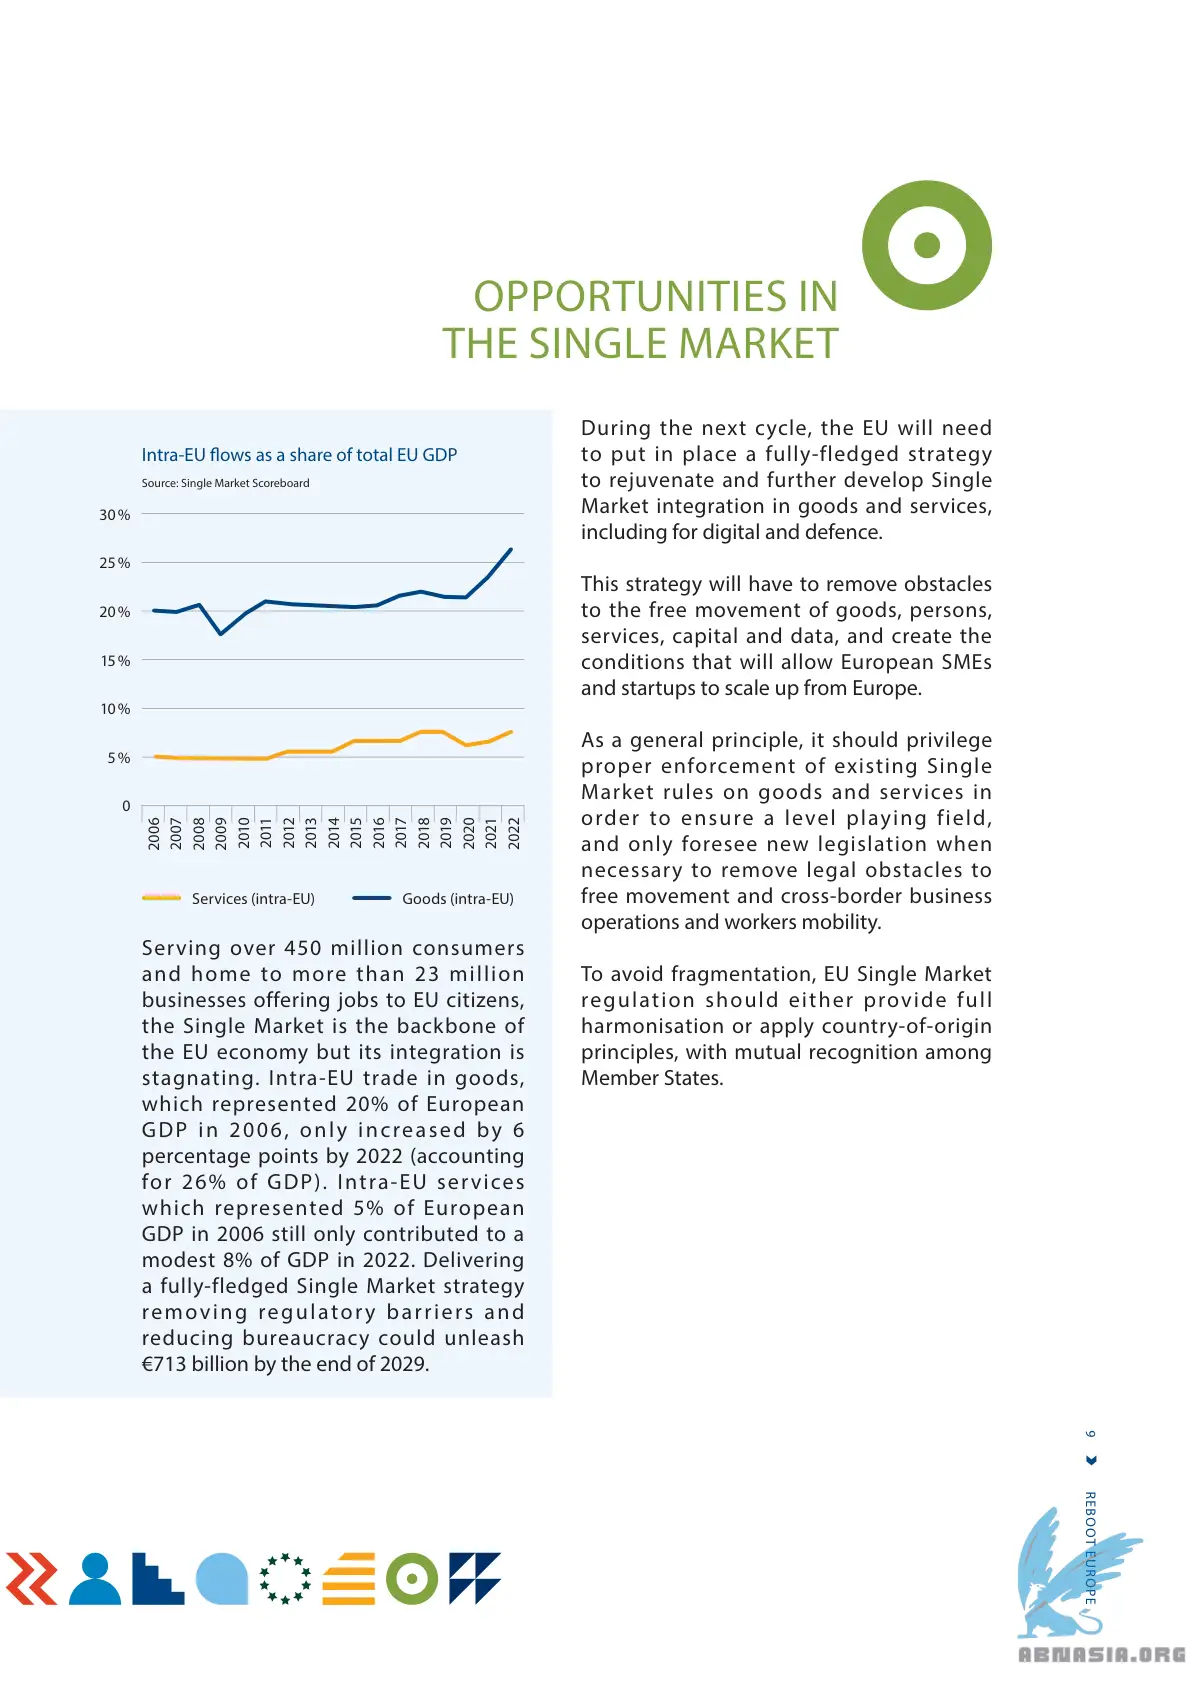 OPPORTUNITIES IN
THE SINGLE MARKET
Intra-EU flows as a share of total EU GDP
Source: Single Market Scoreboard
30 %
25 %
20 %
15 %
10 %
5 %
0
2006
2007
2008
2009
2010
2011
2012
2013
2014
2015
2016
2017
2018
2019
2020
2021
2022
Services (intra-EU)
Goods (intra-EU)
Serving over 450 million consumers
and home to more than 23 million
businesses offering jobs to EU citizens,
the Single Market is the backbone of
the EU economy but its integration is
stagnating. Intra-EU trade in goods,
which represented 20% of European
GDP in 2006, only increased by 6
percentage points by 2022 (accounting
for 26% of GDP). Intra-EU services
which represented 5% of European
GDP in 2006 still only contributed to a
modest 8% of GDP in 2022. Delivering
a fully-fledged Single Market strategy
removing regulatory barriers and
reducing bureaucracy could unleash
€713 billion by the end of 2029.
During the next cycle, the EU will need
to put in place a fully-fledged strategy
to rejuvenate and further develop Single
Market integration in goods and services,
including for digital and defence.
This strategy will have to remove obstacles
to the free movement of goods, persons,
services, capital and data, and create the
conditions that will allow European SMEs
and startups to scale up from Europe.
As a general principle, it should privilege
proper enforcement of existing Single
Market rules on goods and services in
order to ensure a level playing field,
and only foresee new legislation when
necessary to remove legal obstacles to
free movement and cross-border business
operations and workers mobility.
To avoid fragmentation, EU Single Market
regulation should either provide full
harmonisation or apply country-of-origin
principles, with mutual recognition among
Member States.
9
REBOOT EUROPE
ABNASIA.ORG